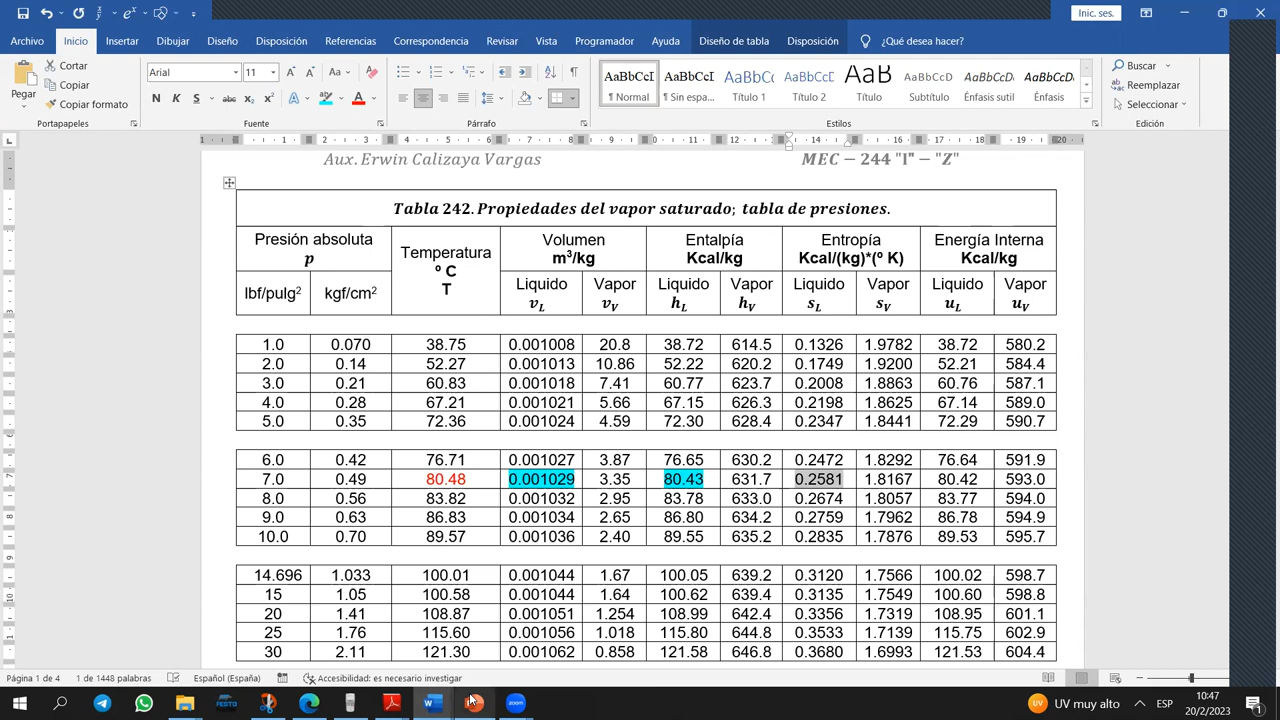 Inic. ses.
Archivo Inicio Insertar Dibujar Diseño Disposición Referencias Correspondencia Revisar Vista Programador Ayuda Diseño de tabla Disposición ¿Qué desea hacer?
Pegar
Cortar
Copiar
Copiar formato
Portapapeles
Arial 11
N K S abc x₂ x² A Aa
Fuente
Párrafo
AaBbCcD ¶ Normal
AaBbCcD ¶ Sin espa...
AaBbCc Título 1
AaBbCcC Título 2
AaB Título
AaBbCcC Subtítulo
AaBbCcDt Énfasis sutil
AaBbCcDt Énfasis
Estilos
Buscar
Reemplazar
Seleccionar
Edición
Aux. Erwin Calizaya Vargas MEC − 244 "I" − "Z"
Tabla 242. Propiedades del vapor saturado; tabla de presiones.
Presión absoluta p Temperatura º C T Volumen m³/kg Entalpía Kcal/kg Entropía Kcal/(kg)*(º K) Energía Interna Kcal/kg
lbf/pulg² kgf/cm² Liquido vL Vapor vV Liquido hL Vapor hV Liquido sL Vapor sV Liquido uL Vapor uV
1.0 0.070 38.75 0.001008 20.8 38.72 614.5 0.1326 1.9782 38.72 580.2
2.0 0.14 52.27 0.001013 10.86 52.22 620.2 0.1749 1.9200 52.21 584.4
3.0 0.21 60.83 0.001018 7.41 60.77 623.7 0.2008 1.8863 60.76 587.1
4.0 0.28 67.21 0.001021 5.66 67.15 626.3 0.2198 1.8625 67.14 589.0
5.0 0.35 72.36 0.001024 4.59 72.30 628.4 0.2347 1.8441 72.29 590.7
6.0 0.42 76.71 0.001027 3.87 76.65 630.2 0.2472 1.8292 76.64 591.9
7.0 0.49 80.48 0.001029 3.35 80.43 631.7 0.2581 1.8167 80.42 593.0
8.0 0.56 83.82 0.001032 2.95 83.78 633.0 0.2674 1.8057 83.77 594.0
9.0 0.63 86.83 0.001034 2.65 86.80 634.2 0.2759 1.7962 86.78 594.9
10.0 0.70 89.57 0.001036 2.40 89.55 635.2 0.2835 1.7876 89.53 595.7
14.696 1.033 100.01 0.001044 1.67 100.05 639.2 0.3120 1.7566 100.02 598.7
15 1.05 100.58 0.001044 1.64 100.62 639.4 0.3135 1.7549 100.60 598.8
20 1.41 108.87 0.001051 1.254 108.99 642.4 0.3356 1.7319 108.95 601.1
25 1.76 115.60 0.001056 1.018 115.80 644.8 0.3533 1.7139 115.75 602.9
30 2.11 121.30 0.001062 0.858 121.58 646.8 0.3680 1.6993 121.53 604.4
Página 1 de 4 1 de 1448 palabras Español (España) Accesibilidad: es necesario investigar
FESTO zoom UV UV muy alto ESP 10:47
20/2/2023